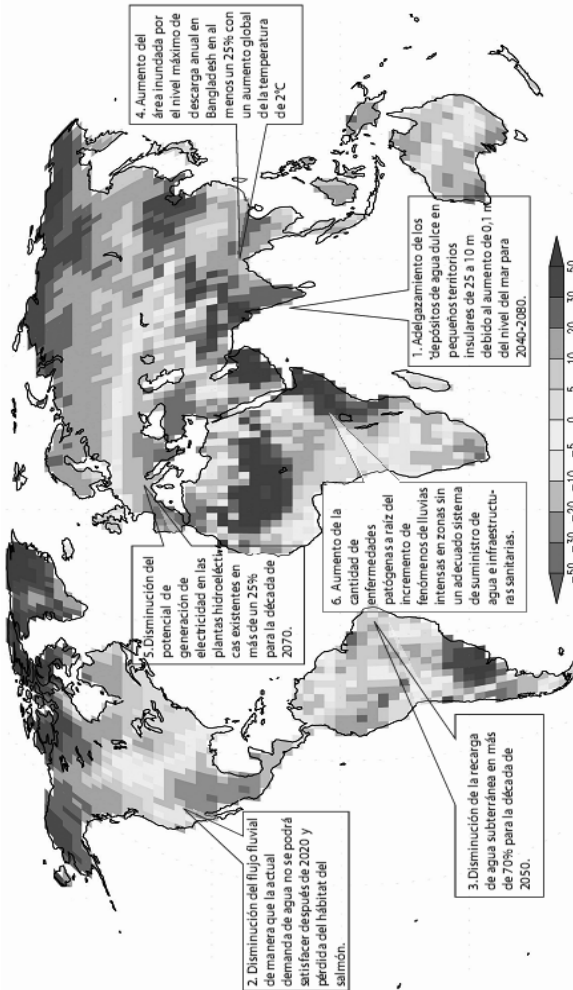 5. Disminución del
potencial de
generación de
electricidad en las
plantas hidroeléctri-
cas existentes en
más de un 25%
para la década de
2070.
4. Aumento del
área inundada por
el nivel máximo de
descarga anual en
Bangladesh en al
menos un 25% con
un aumento global
de la temperatura
de 2°C
2. Disminución del flujo fluvial
de manera que la actual
demanda de agua no se podrá
satisfacer después de 2020 y
pérdida del hábitat del
salmón.
6. Aumento de la
cantidad de
enfermedades
patógenas a raíz del
incremento de
fenómenos de lluvias
intensas en zonas sin
un adecuado sistema
de suministro de
agua e infraestructu-
ras sanitarias.
1. Adelgazamiento de los
depósitos de agua dulce en
pequeños territorios
insulares de 25 a 10 m
debido al aumento de 0,1 m
del nivel del mar para
2040-2080.
3. Disminución de la recarga
de agua subterránea en más
de 70% para la década de
2050.
-50 -30 -20 -10 -5 0 5 10 20 30 50